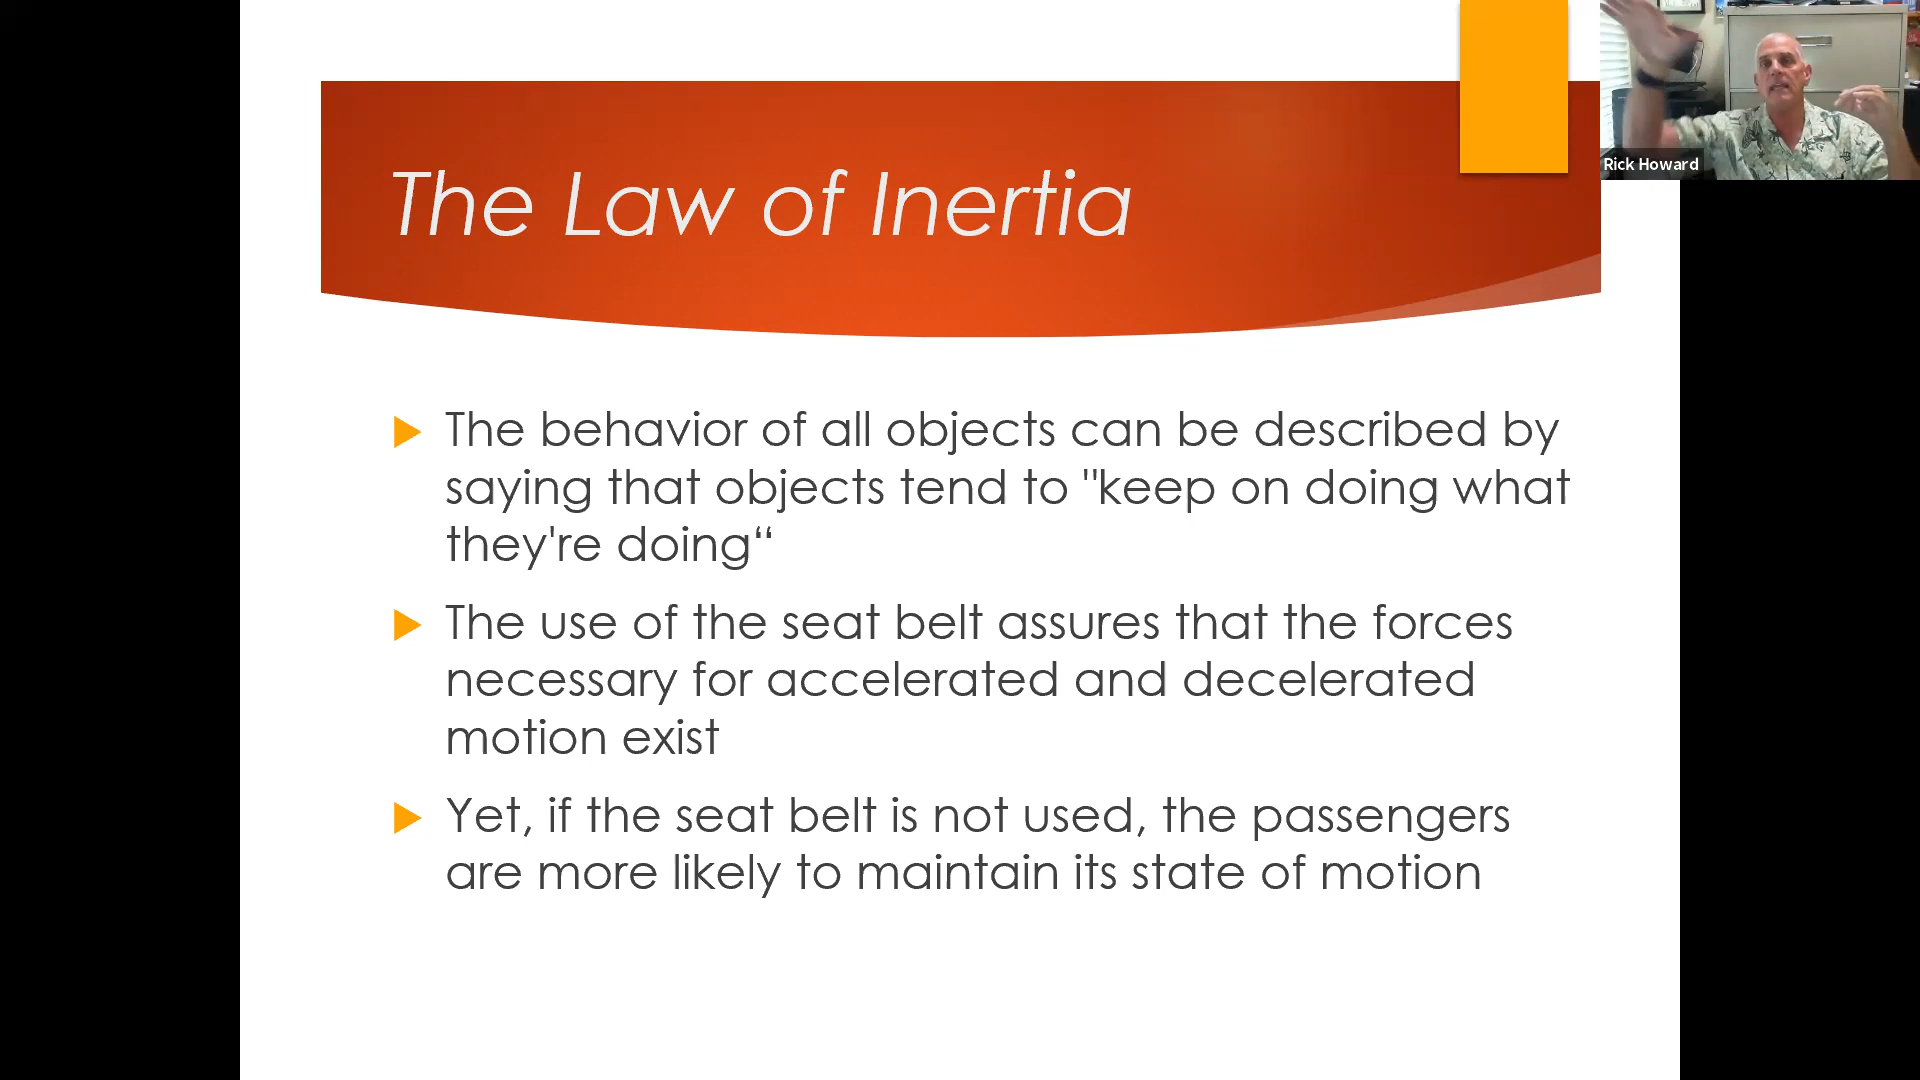 The Law of Inertia
The behavior of all objects can be described by
saying that objects tend to "keep on doing what
they're doing“
The use of the seat belt assures that the forces
necessary for accelerated and decelerated
motion exist
Yet, if the seat belt is not used, the passengers
are more likely to maintain its state of motion
Rick Howard